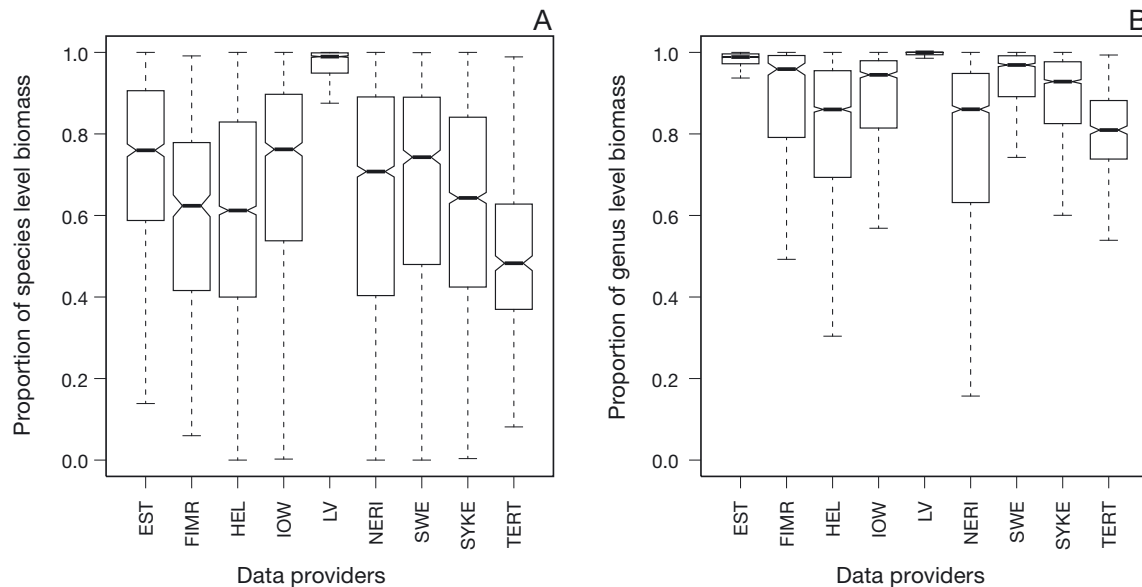 A
Proportion of species level biomass
1.0
0.8
0.6
0.4
0.2
0.0
EST
FIMR
HEL
IOW
LV
NERI
SWE
SYKE
TERT
Data providers
B
Proportion of genus level biomass
1.0
0.8
0.6
0.4
0.2
0.0
EST
FIMR
HEL
IOW
LV
NERI
SWE
SYKE
TERT
Data providers